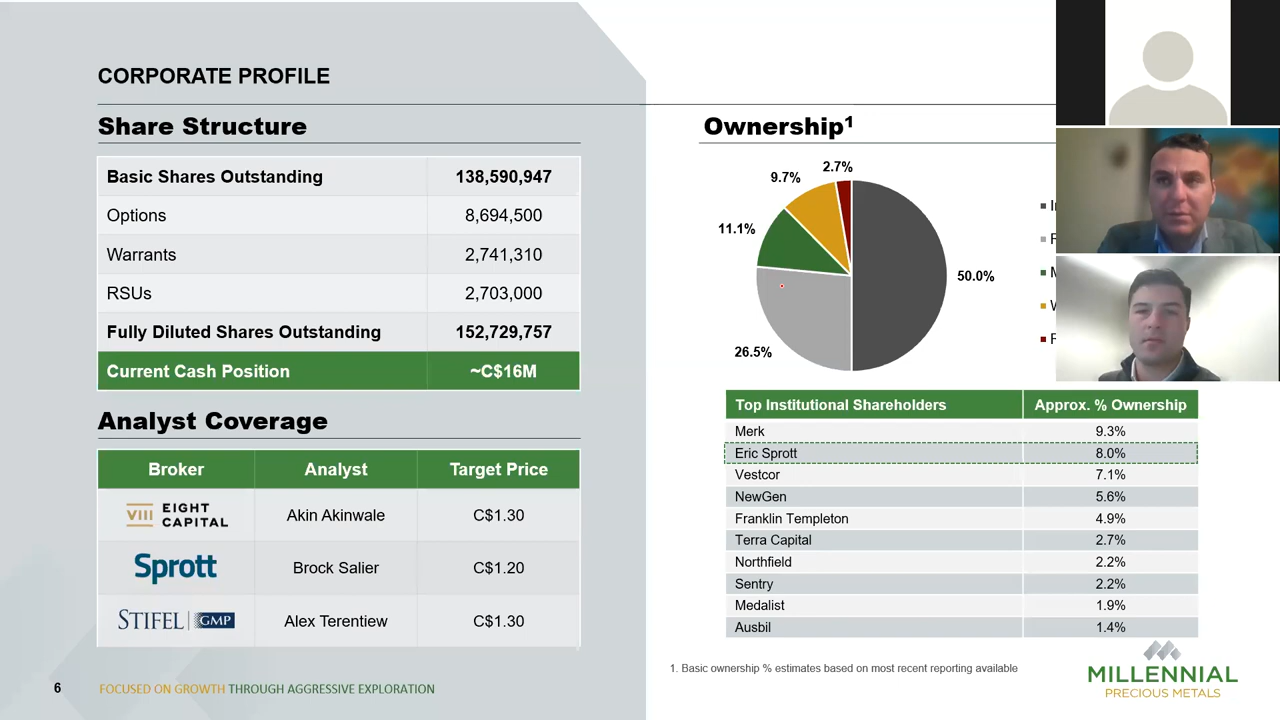 CORPORATE PROFILE
Share Structure
Basic Shares Outstanding 138,590,947
Options 8,694,500
Warrants 2,741,310
RSUs 2,703,000
Fully Diluted Shares Outstanding 152,729,757
Current Cash Position ~C$16M
Analyst Coverage
Broker Analyst Target Price
VIII EIGHT CAPITAL Akin Akinwale C$1.30
Sprott Brock Salier C$1.20
STIFEL | GMP Alex Terentiew C$1.30
Ownership¹
2.7%
9.7%
11.1%
50.0%
26.5%
Top Institutional Shareholders Approx. % Ownership
Merk 9.3%
Eric Sprott 8.0%
Vestcor 7.1%
NewGen 5.6%
Franklin Templeton 4.9%
Terra Capital 2.7%
Northfield 2.2%
Sentry 2.2%
Medalist 1.9%
Ausbil 1.4%
1. Basic ownership % estimates based on most recent reporting available
MILLENNIAL
PRECIOUS METALS
6 FOCUSED ON GROWTH THROUGH AGGRESSIVE EXPLORATION